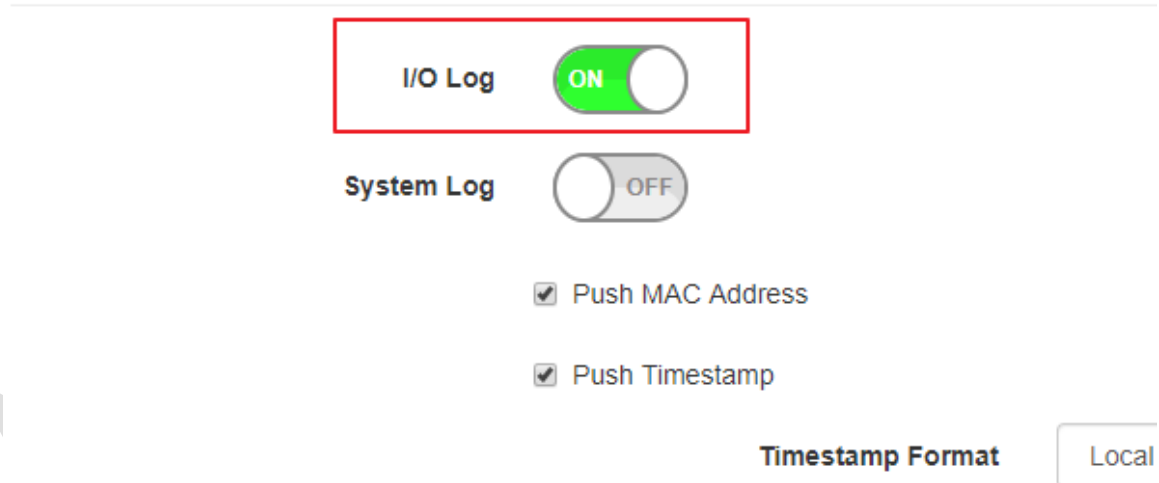 I/O Log ON
System Log OFF
Push MAC Address
Push Timestamp
Timestamp Format Local